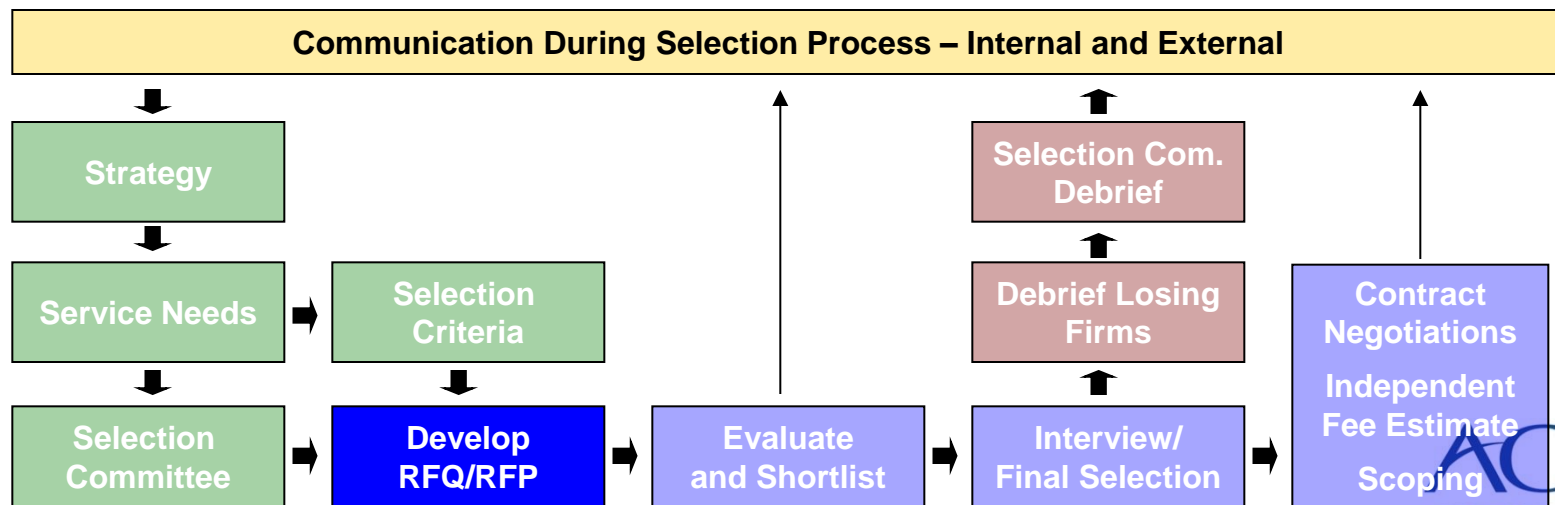 Communication During Selection Process – Internal and External
Strategy
Selection Com.
Debrief
Service Needs
Selection
Criteria
Debrief Losing
Firms
Contract
Negotiations
Independent
Fee Estimate
Scoping
Selection
Committee
Develop
RFQ/RFP
Evaluate
and Shortlist
Interview/
Final Selection